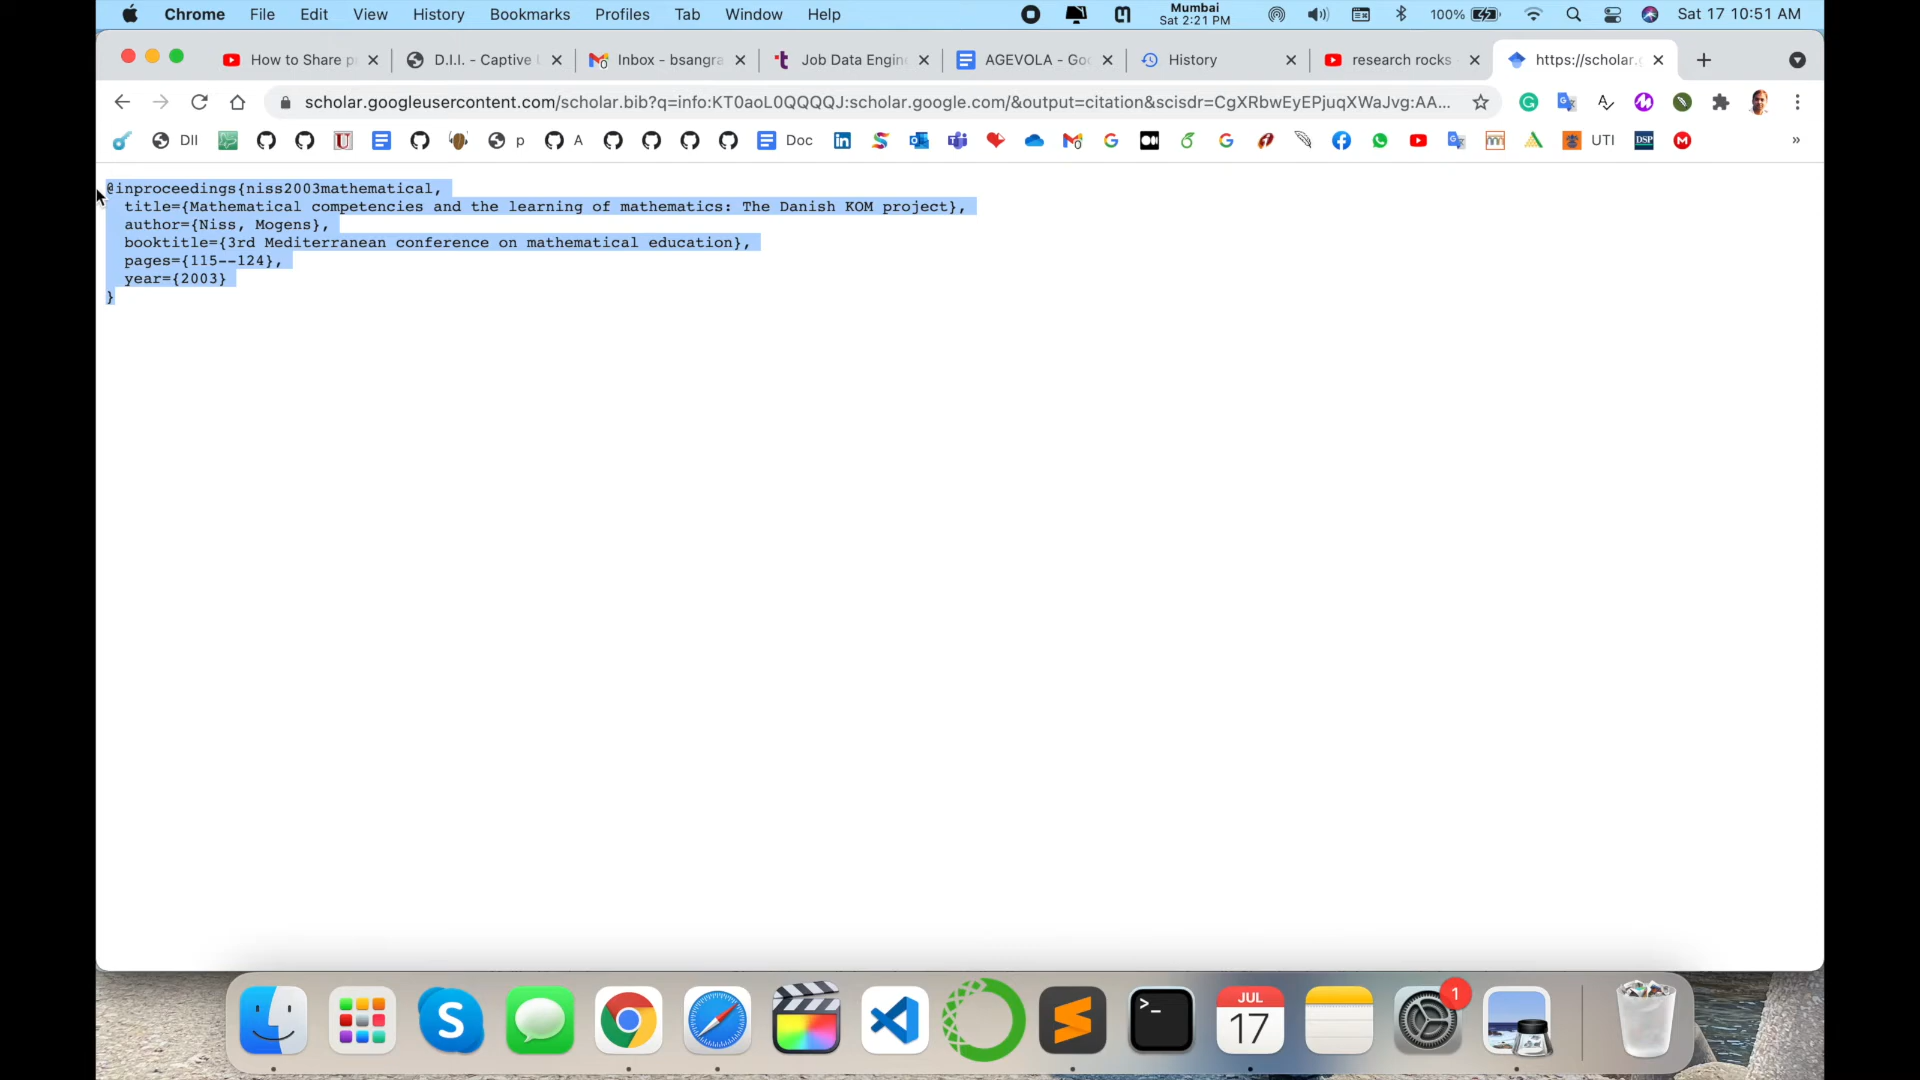 Chrome File Edit View History Bookmarks Profiles Tab Window Help
Mumbai
Sat 2:21 PM
100%
Sat 17 10:51 AM
How to Share p
D.I.I. - Captive
Inbox - bsangra
Job Data Engin
AGEVOLA - Goo
History
research rocks
https://scholar.g
scholar.googleusercontent.com/scholar.bib?q=info:KT0aoL0QQQQJ:scholar.google.com/&output=citation&scisdr=CgXRbwEyEPjuqXWaJvg:AA...
DII
p
A
Doc
UTI
DSP
»
@inproceedings{niss2003mathematical,
title={Mathematical competencies and the learning of mathematics: The Danish KOM project},
author={Niss, Mogens},
booktitle={3rd Mediterranean conference on mathematical education},
pages={115--124},
year={2003}
}
JUL
17
1